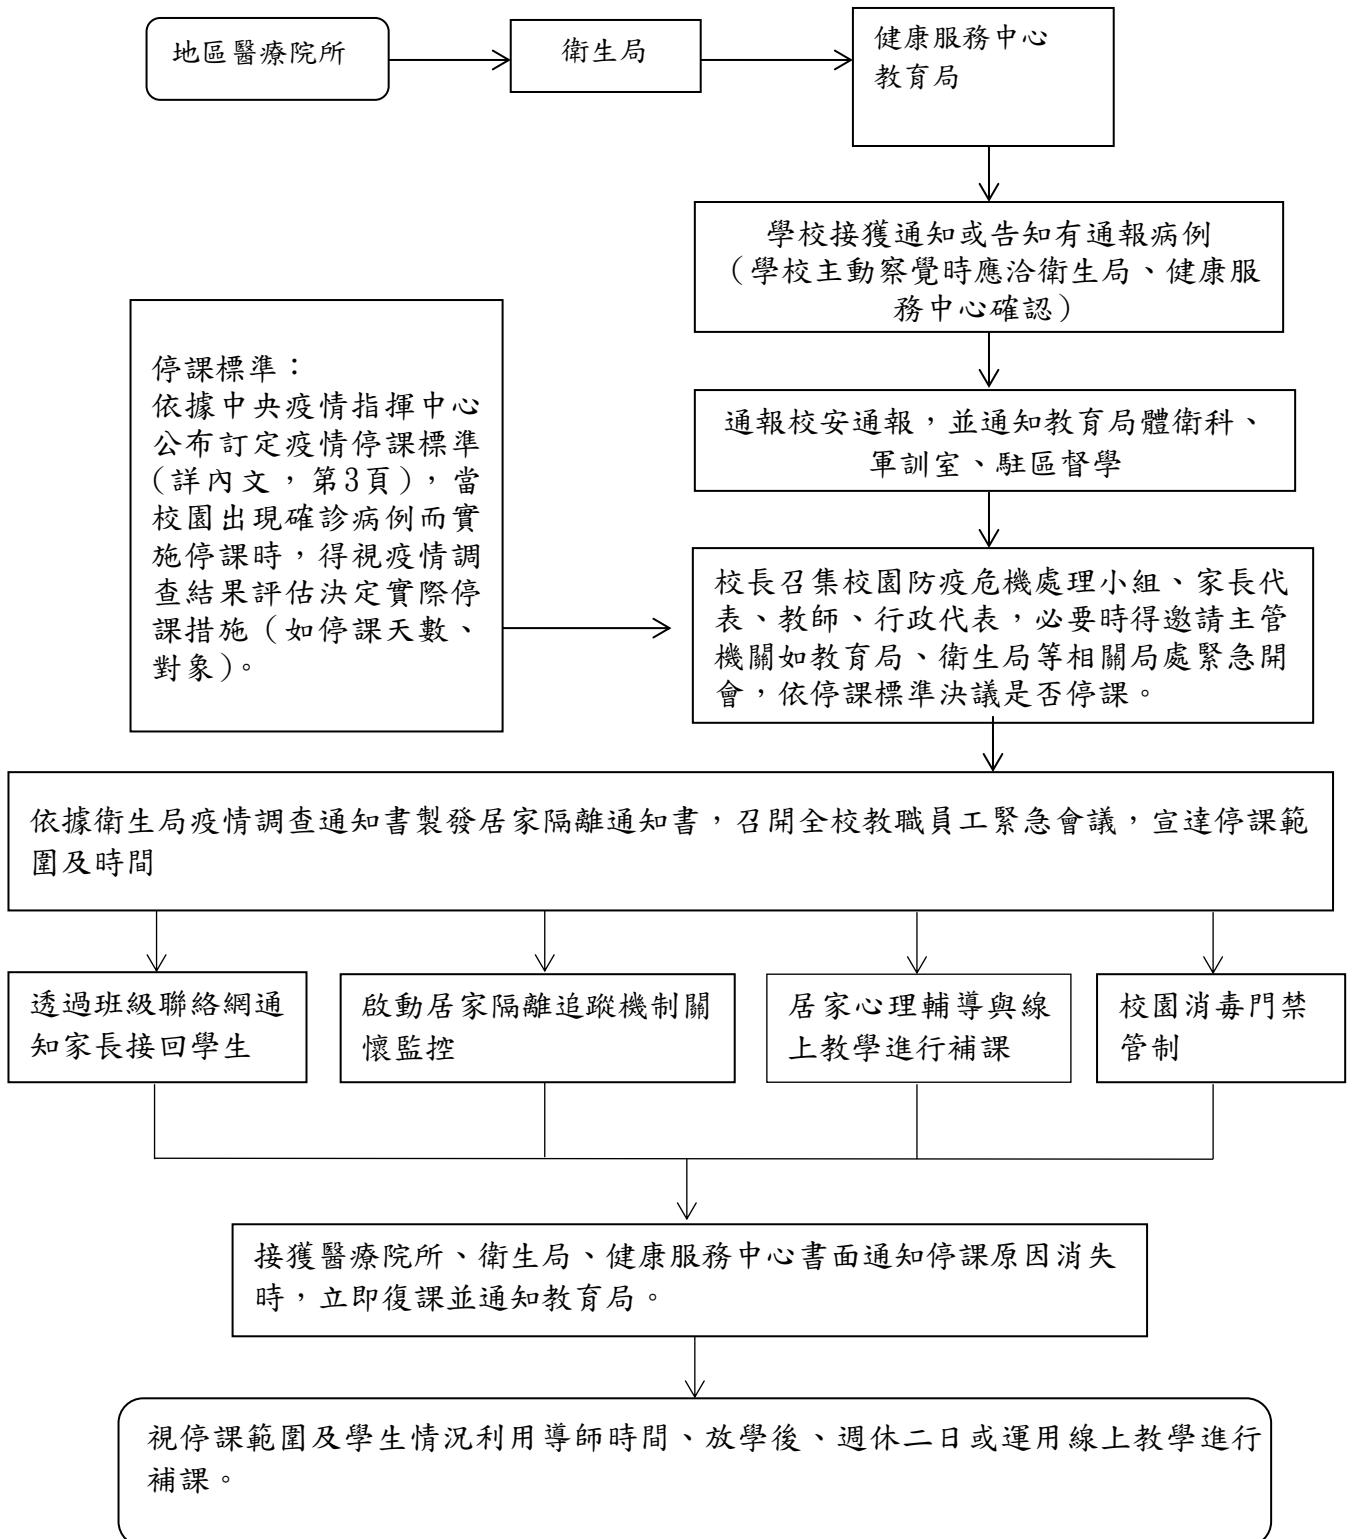 地區醫療院所
衛生局
健康服務中心
教育局
學校接獲通知或告知有通報病例
（學校主動察覺時應洽衛生局、健康服
務中心確認）
停課標準：
依據中央疫情指揮中心
公布訂定疫情停課標準
(詳內文，第3頁)，當
校園出現確診病例而實
施停課時，得視疫情調
查結果評估決定實際停
課措施（如停課天數、
對象）。
通報校安通報，並通知教育局體衛科、
軍訓室、駐區督學
校長召集校園防疫危機處理小組、家長代
表、教師、行政代表，必要時得邀請主管
機關如教育局、衛生局等相關局處緊急開
會，依停課標準決議是否停課。
依據衛生局疫情調查通知書製發居家隔離通知書，召開全校教職員工緊急會議，宣達停課範
圍及時間
透過班級聯絡網通
知家長接回學生
啟動居家隔離追蹤機制關
懷監控
居家心理輔導與線
上教學進行補課
校園消毒門禁
管制
接獲醫療院所、衛生局、健康服務中心書面通知停課原因消失
時，立即復課並通知教育局。
視停課範圍及學生情況利用導師時間、放學後、週休二日或運用線上教學進行
補課。